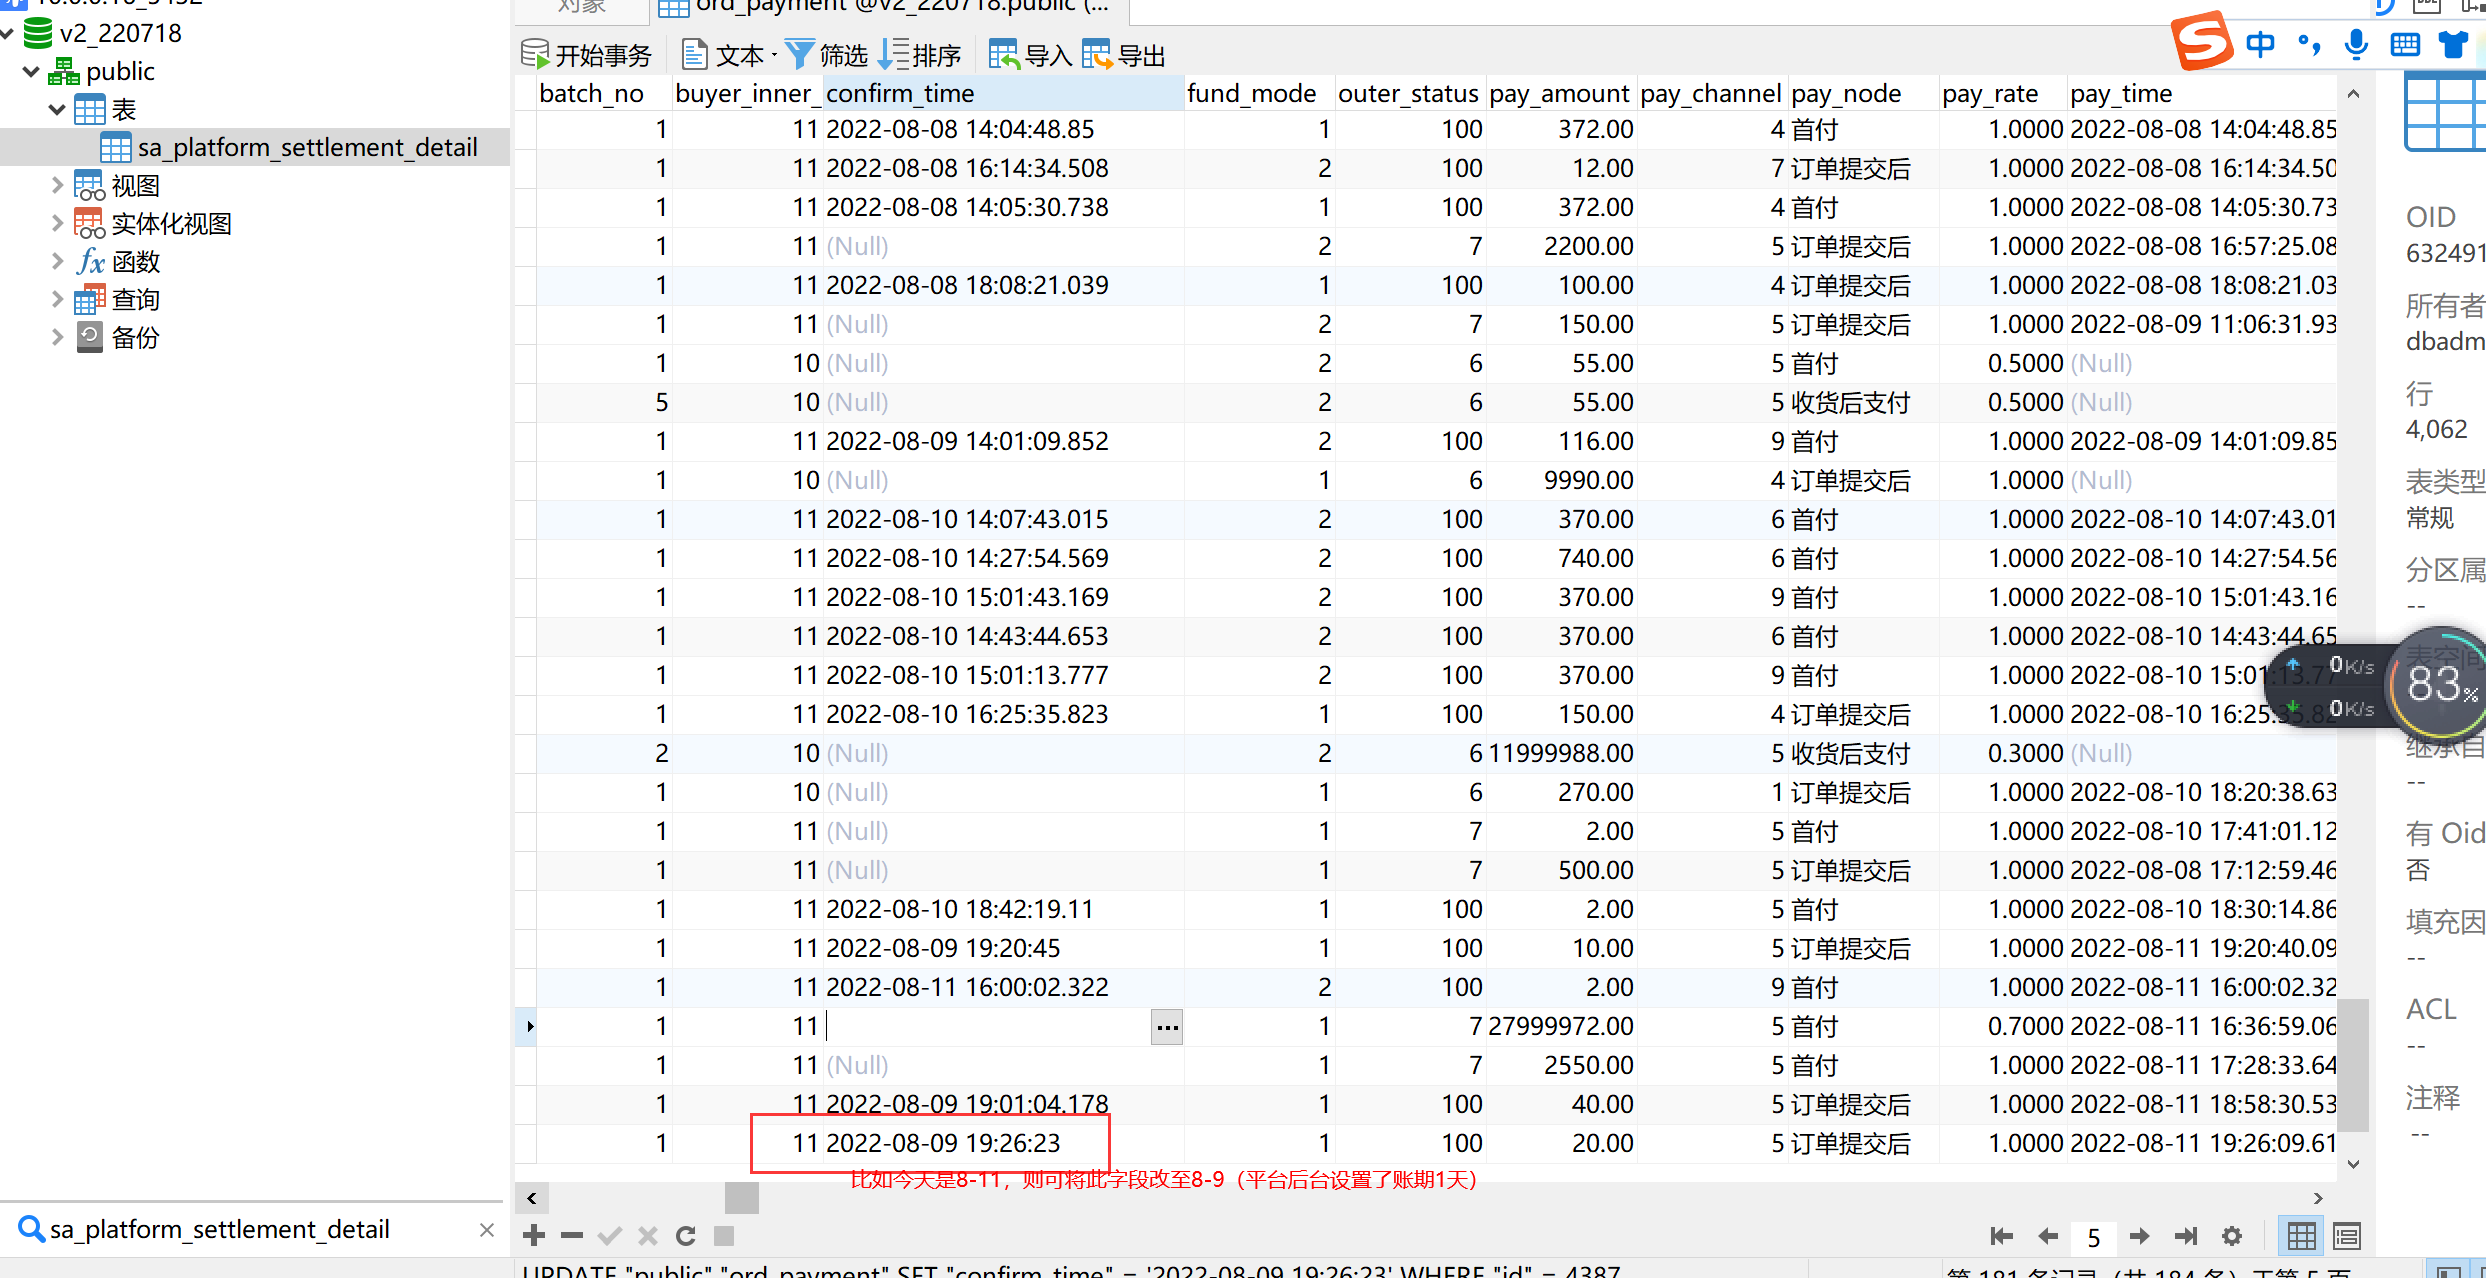 v2_220718
public
表
sa_platform_settlement_detail
视图
实体化视图
fx 函数
查询
备份
sa_platform_settlement_detail
对象
ord_payment @v2_220718.public (...
开始事务 文本 筛选 排序 导入 导出
中
batch_no buyer_inner_ confirm_time fund_mode outer_status pay_amount pay_channel pay_node pay_rate pay_time
1 11 2022-08-08 14:04:48.85 1 100 372.00 4 首付 1.0000 2022-08-08 14:04:48.85
1 11 2022-08-08 16:14:34.508 2 100 12.00 7 订单提交后 1.0000 2022-08-08 16:14:34.50
1 11 2022-08-08 14:05:30.738 1 100 372.00 4 首付 1.0000 2022-08-08 14:05:30.73
1 11 (Null) 2 7 2200.00 5 订单提交后 1.0000 2022-08-08 16:57:25.08
1 11 2022-08-08 18:08:21.039 1 100 100.00 4 订单提交后 1.0000 2022-08-08 18:08:21.03
1 11 (Null) 2 7 150.00 5 订单提交后 1.0000 2022-08-09 11:06:31.93
1 10 (Null) 2 6 55.00 5 首付 0.5000 (Null)
5 10 (Null) 2 6 55.00 5 收货后支付 0.5000 (Null)
1 11 2022-08-09 14:01:09.852 2 100 116.00 9 首付 1.0000 2022-08-09 14:01:09.85
1 10 (Null) 1 6 9990.00 4 订单提交后 1.0000 (Null)
1 11 2022-08-10 14:07:43.015 2 100 370.00 6 首付 1.0000 2022-08-10 14:07:43.01
1 11 2022-08-10 14:27:54.569 2 100 740.00 6 首付 1.0000 2022-08-10 14:27:54.56
1 11 2022-08-10 15:01:43.169 2 100 370.00 9 首付 1.0000 2022-08-10 15:01:43.16
1 11 2022-08-10 14:43:44.653 2 100 370.00 6 首付 1.0000 2022-08-10 14:43:44.65
1 11 2022-08-10 15:01:13.777 2 100 370.00 9 首付 1.0000 2022-08-10 15:01:13.77
1 11 2022-08-10 16:25:35.823 1 100 150.00 4 订单提交后 1.0000 2022-08-10 16:25:35.82
2 10 (Null) 2 6 11999988.00 5 收货后支付 0.3000 (Null)
1 10 (Null) 1 6 270.00 1 订单提交后 1.0000 2022-08-10 18:20:38.63
1 11 (Null) 1 7 2.00 5 首付 1.0000 2022-08-10 17:41:01.12
1 11 (Null) 1 7 500.00 5 订单提交后 1.0000 2022-08-08 17:12:59.46
1 11 2022-08-10 18:42:19.11 1 100 2.00 5 首付 1.0000 2022-08-10 18:30:14.86
1 11 2022-08-09 19:20:45 1 100 10.00 5 订单提交后 1.0000 2022-08-11 19:20:40.09
1 11 2022-08-11 16:00:02.322 2 100 2.00 9 首付 1.0000 2022-08-11 16:00:02.32
1 11 ... 1 7 27999972.00 5 首付 0.7000 2022-08-11 16:36:59.06
1 11 (Null) 1 7 2550.00 5 首付 1.0000 2022-08-11 17:28:33.64
1 11 2022-08-09 19:01:04.178 1 100 40.00 5 订单提交后 1.0000 2022-08-11 18:58:30.53
1 11 2022-08-09 19:26:23 1 100 20.00 5 订单提交后 1.0000 2022-08-11 19:26:09.61
比如今天是8-11，则可将此字段改至8-9（平台后台设置了账期1天）
5
UPDATE "public"."ord_payment" SET "confirm_time" = '2022-08-09 19:26:23' WHERE "id" = 4387
第 181 条记录（共 184 条）于第 5 页
OID
632491
所有者
dbadm
行
4,062
表类型
常规
分区属
--
表空间
0K/s
0K/s
83%
继承自
--
有 Oid
否
填充因
--
ACL
--
注释
--